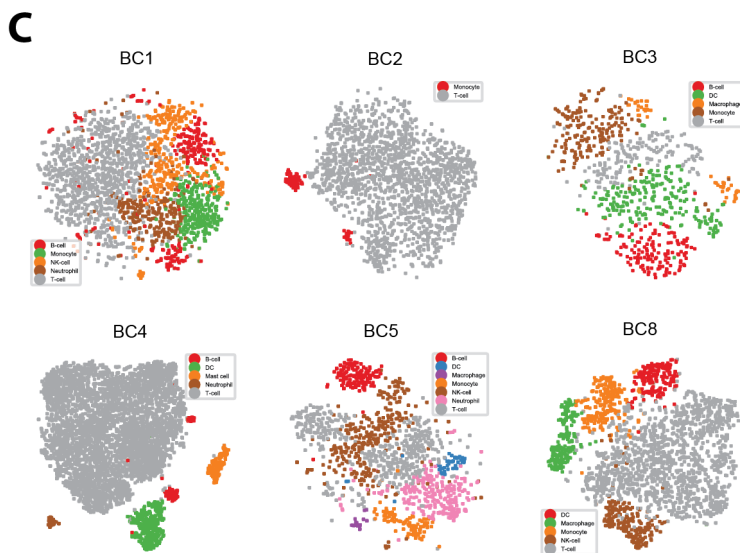 C
BC1
BC2
BC3
Monocyte
T-cell
B-cell
DC
Macrophage
Monocyte
T-cell
B-cell
Monocyte
NK-cell
Neutrophil
T-cell
BC4
BC5
BC8
B-cell
DC
Mast cell
Neutrophil
T-cell
B-cell
DC
Macrophage
Monocyte
NK-cell
Neutrophil
T-cell
DC
Macrophage
Monocyte
NK-cell
T-cell